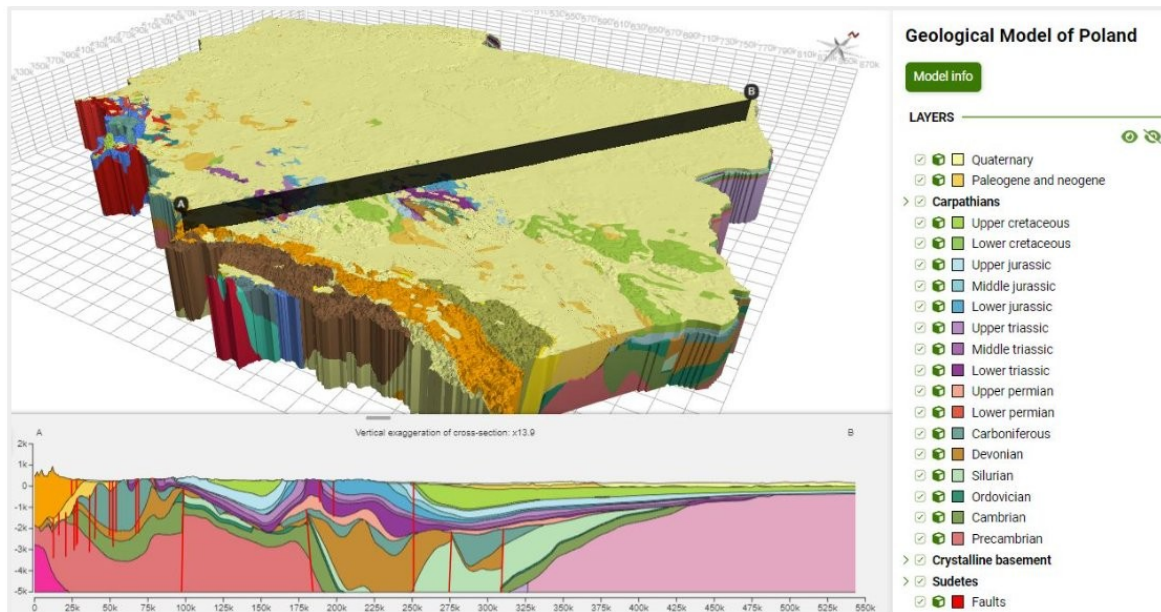 Geological Model of Poland
Model info
LAYERS
Quaternary
Paleogene and neogene
Carpathians
Upper cretaceous
Lower cretaceous
Upper jurassic
Middle jurassic
Lower jurassic
Upper triassic
Middle triassic
Lower triassic
Upper permian
Lower permian
Carboniferous
Devonian
Silurian
Ordovician
Cambrian
Precambrian
Crystalline basement
Sudetes
Faults
A
B
A
Vertical exaggeration of cross-section: x13.9
B
2k
1k
0
-1k
-2k
-3k
-4k
-5k
0 25k 50k 75k 100k 125k 150k 175k 200k 225k 250k 275k 300k 325k 350k 375k 400k 425k 450k 475k 500k 525k 550k